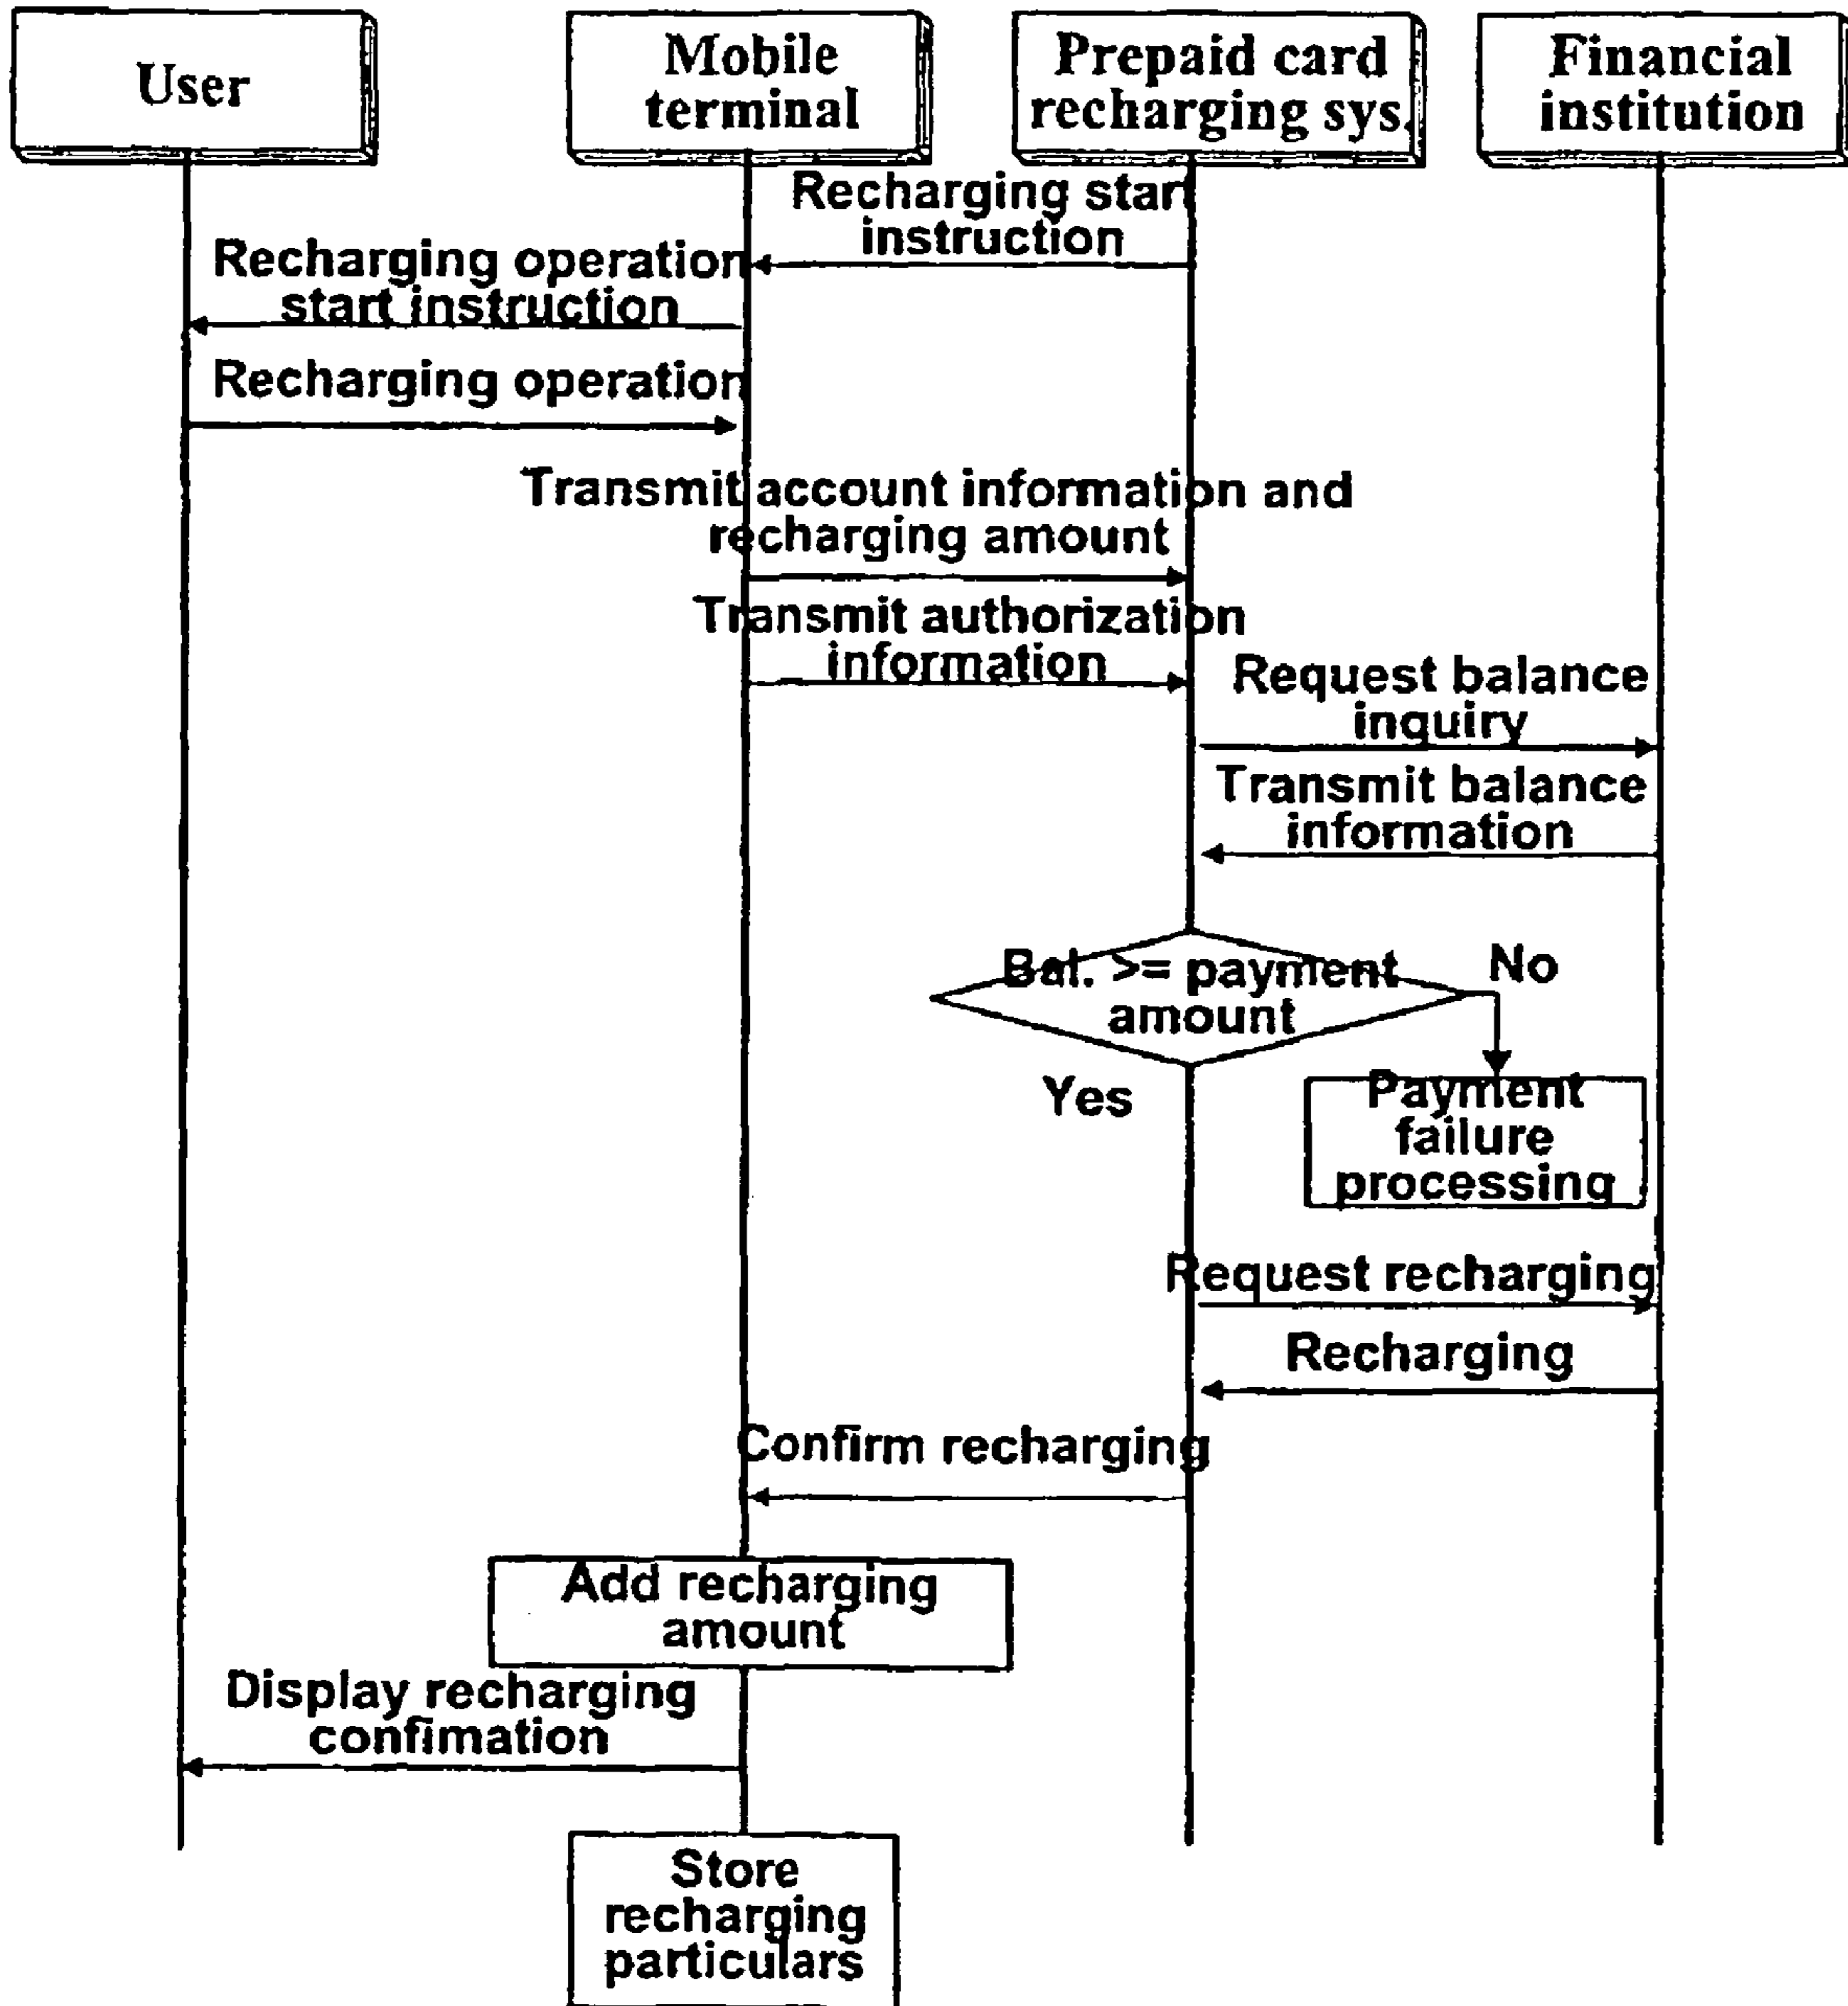 User
Mobile
terminal
Prepaid card
recharging sys.
Financial
institution
Recharging start
instruction
Recharging operation
start instruction
Recharging operation
Transmit account information and
recharging amount
Transmit authorization
information
Request balance
inquiry
Transmit balance
information
Bal. >= payment
amount
No
Yes
Payment
failure
processing
Request recharging
Recharging
Confirm recharging
Add recharging
amount
Display recharging
confimation
Store
recharging
particulars